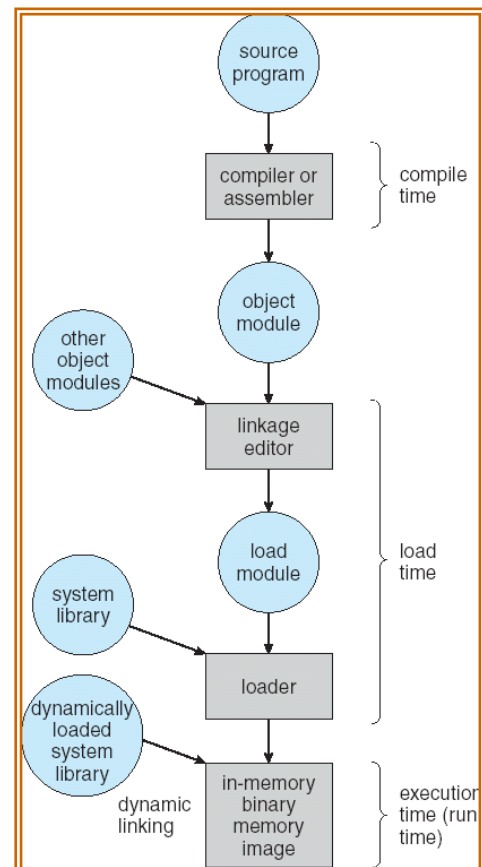 source
program
compiler or
assembler
compile
time
object
module
other
object
modules
linkage
editor
load
module
load
time
system
library
loader
dynamically
loaded
system
library
dynamic
linking
in-memory
binary
memory
image
execution
time (run
time)